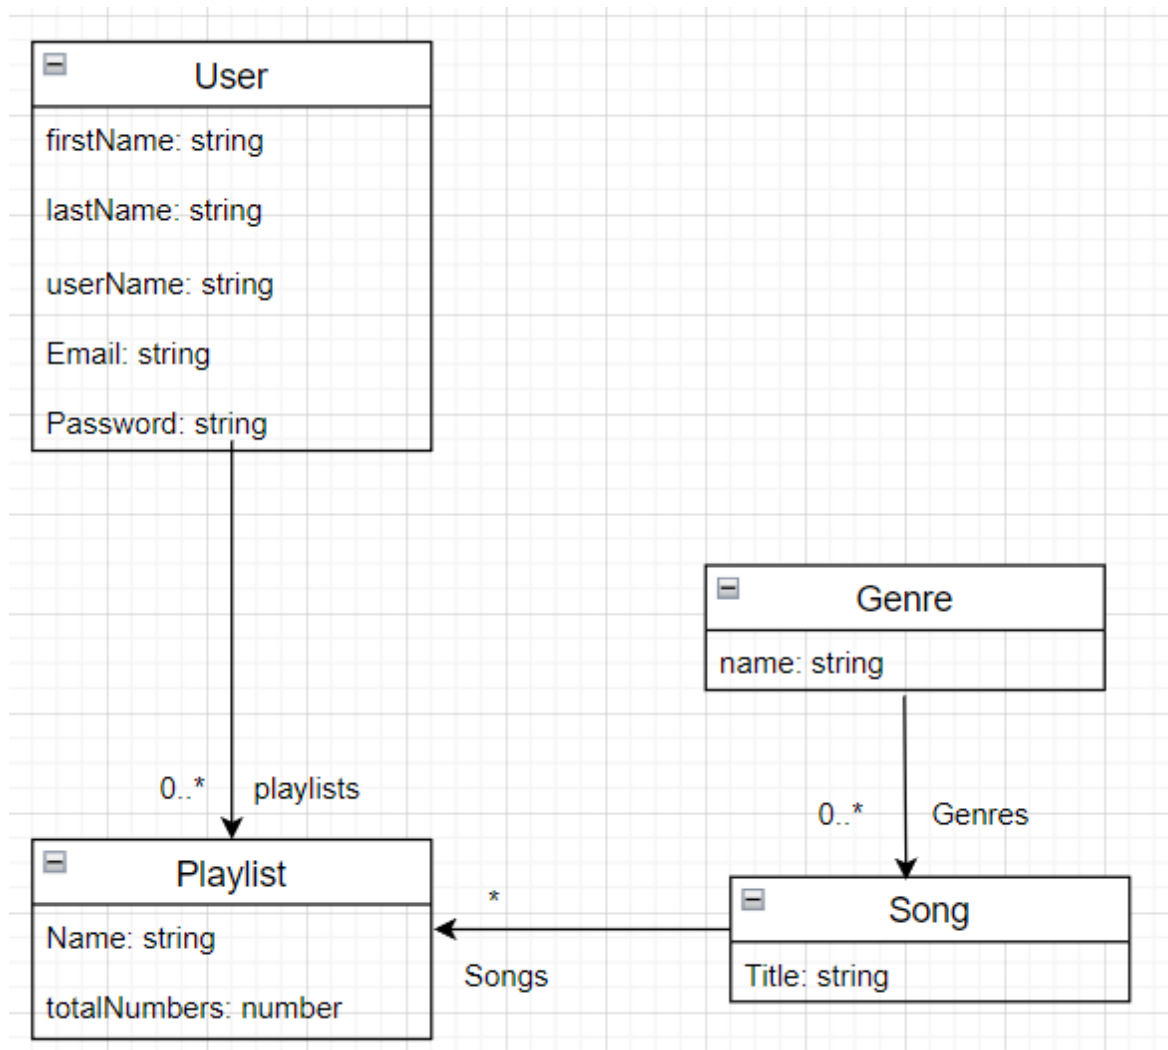 User
firstName: string
lastName: string
userName: string
Email: string
Password: string
0..* playlists
Playlist
Name: string
totalNumbers: number
*
Songs
Genre
name: string
0..* Genres
Song
Title: string